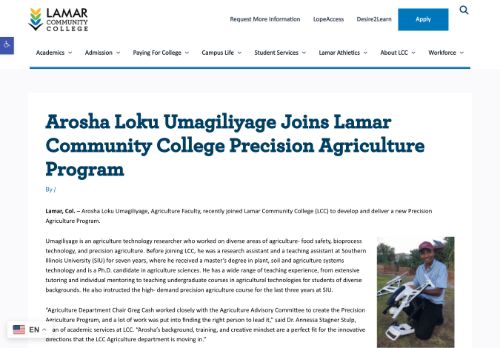 LAMAR
COMMUNITY
COLLEGE
Request More Information LopeAccess Desire2Learn Apply
Academics Admission Paying For College Campus Life Student Services Lamar Athletics About LCC Workforce
Arosha Loku Umagiliyage Joins Lamar
Community College Precision Agriculture
Program
By /
Lamar, Col. – Arosha Loku Umagiliyage, Agriculture Faculty, recently joined Lamar Community College (LCC) to develop and deliver a new Precision
Agriculture Program.
Umagiliyage is an agriculture technology researcher who worked on diverse areas of agriculture- food safety, bioprocess
technology, and precision agriculture. Before joining LCC, he was a research assistant and a teaching assistant at Southern
Illinois University (SIU) for seven years, where he received a master's degree in plant, soil and agriculture systems
technology and is a Ph.D. candidate in agriculture sciences. He has a wide range of teaching experience, from extensive
tutoring and individual mentoring to teaching undergraduate courses in agricultural technologies for students of diverse
backgrounds. He also instructed the high- demand precision agriculture course for the last three years at SIU.
"Agriculture Department Chair Greg Cash worked closely with the Agriculture Advisory Committee to create the Precision
Agriculture Program, and a lot of work was put into finding the right person to lead it," said Dr. Annessa Stagner Stulp,
an of academic services at LCC. "Arosha's background, training, and creative mindset are a perfect fit for the innovative
directions that the LCC Agriculture department is moving in."
EN